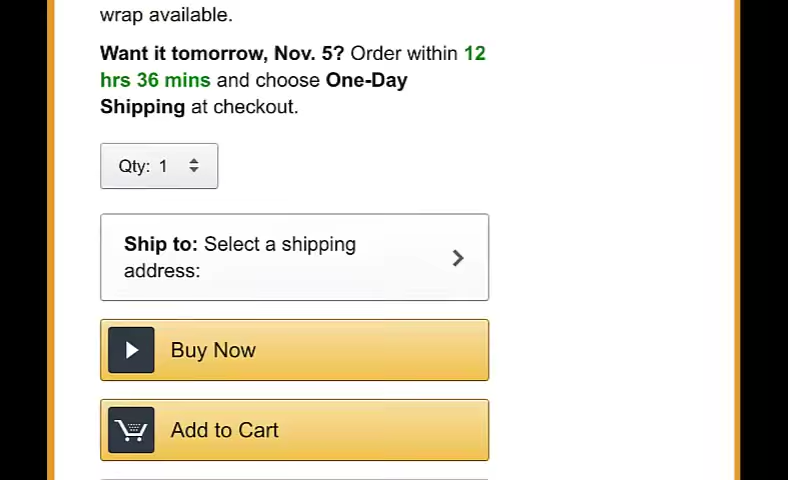 wrap available.
Want it tomorrow, Nov. 5? Order within 12
hrs 36 mins and choose One-Day
Shipping at checkout.
Qty: 1
Ship to: Select a shipping
address:
Buy Now
Add to Cart